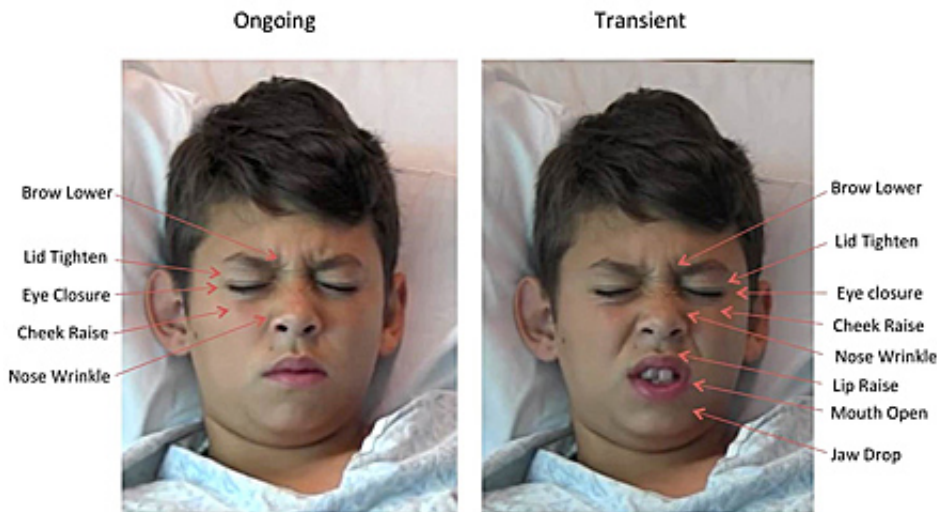 Ongoing
Transient
Brow Lower
Lid Tighten
Eye Closure
Cheek Raise
Nose Wrinkle
Brow Lower
Lid Tighten
Eye closure
Cheek Raise
Nose Wrinkle
Lip Raise
Mouth Open
Jaw Drop